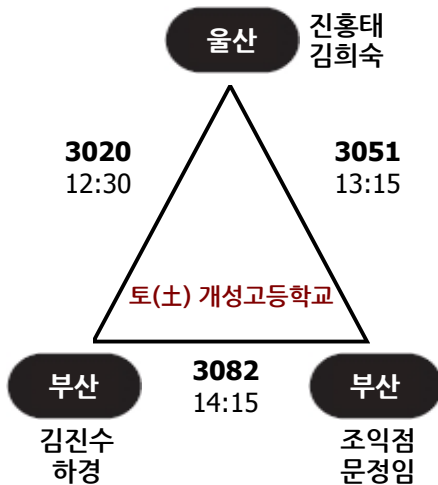 울산
진홍태
김희숙
3020
12:30
3051
13:15
토(土) 개성고등학교
3082
14:15
부산
김진수
하경
부산
조익점
문정임